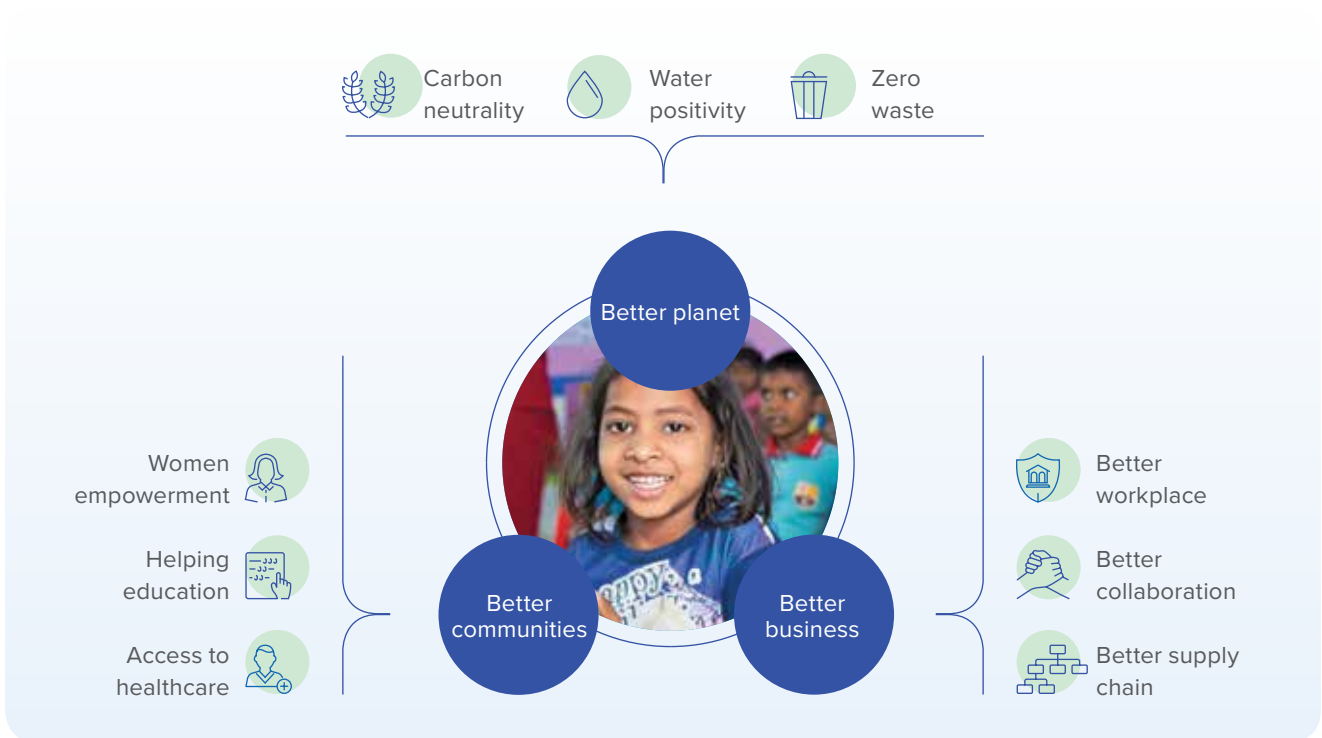 Carbon
neutrality
Water
positivity
Zero
waste
Better planet
Women
empowerment
Helping
education
Access to
healthcare
Better
communities
Better
business
Better
workplace
Better
collaboration
Better supply
chain